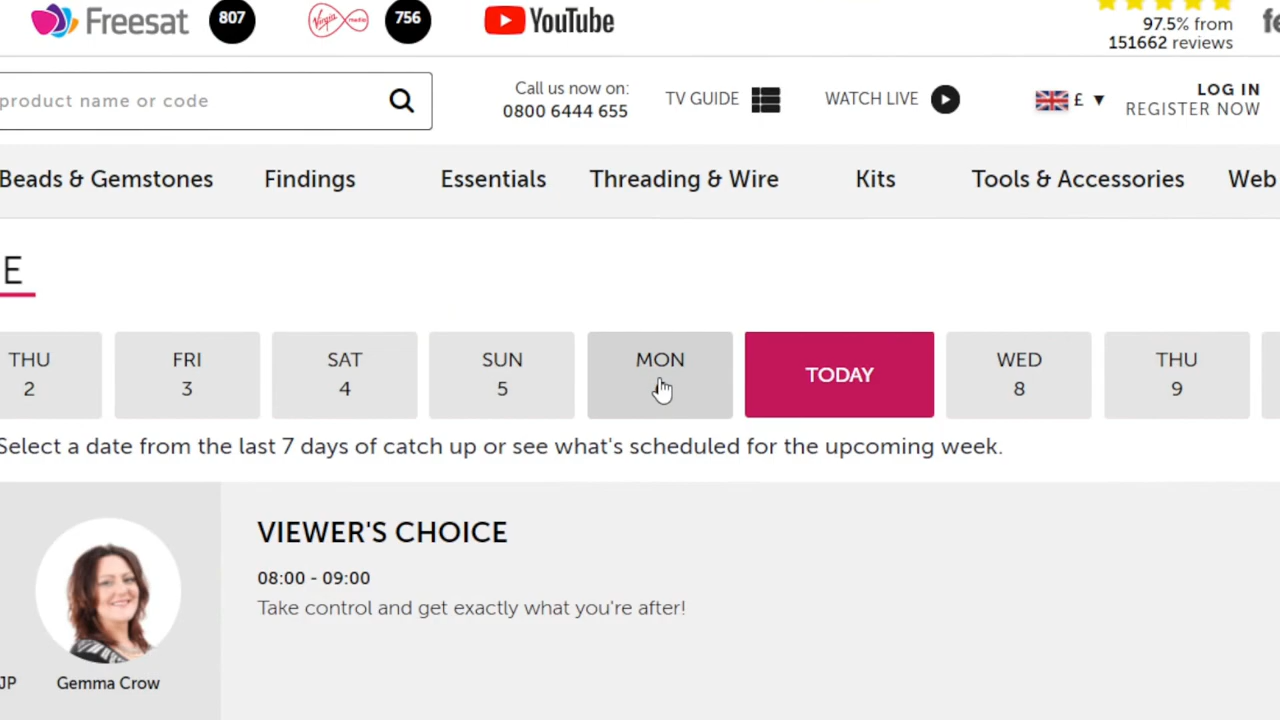 Freesat 807 Virgin media 756 YouTube
97.5% from
151662 reviews
product name or code
Call us now on:
0800 6444 655
TV GUIDE
WATCH LIVE
£ ▼
LOG IN
REGISTER NOW
Beads & Gemstones Findings Essentials Threading & Wire Kits Tools & Accessories Web
E
THU
2
FRI
3
SAT
4
SUN
5
MON
TODAY
WED
8
THU
9
Select a date from the last 7 days of catch up or see what's scheduled for the upcoming week.
VIEWER'S CHOICE
08:00 - 09:00
Take control and get exactly what you're after!
JP
Gemma Crow